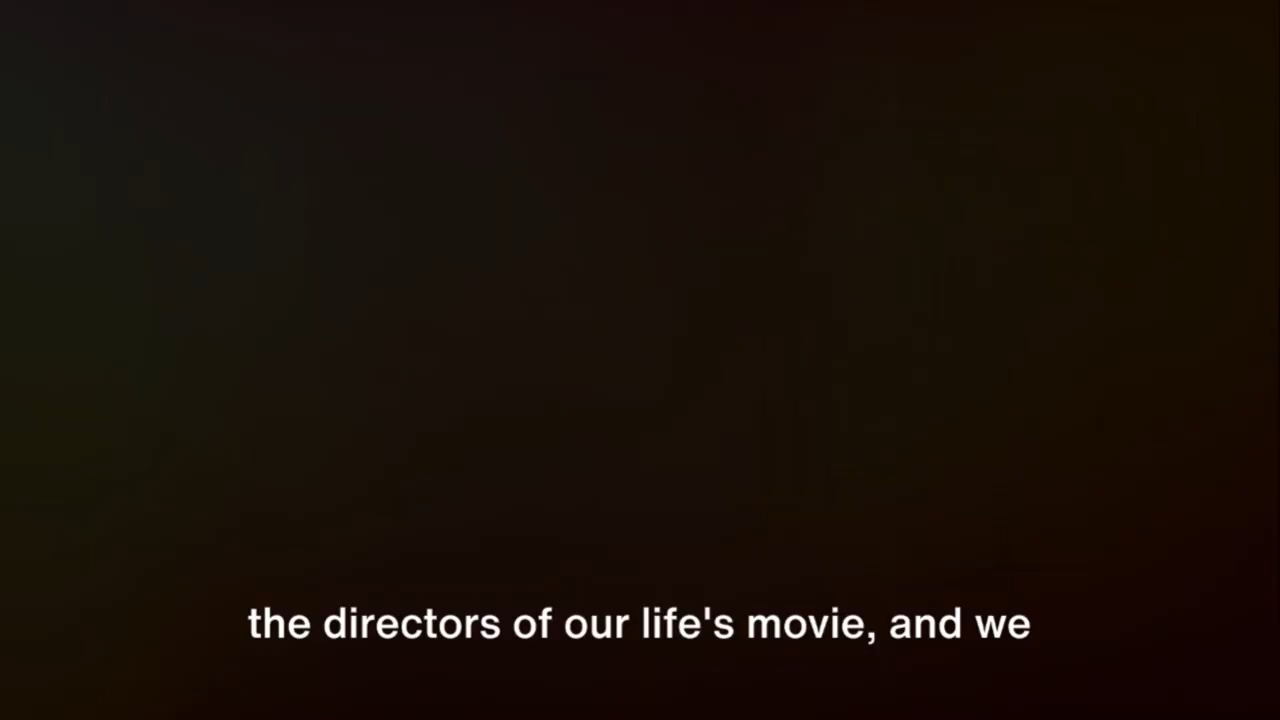 the directors of our life's movie, and we